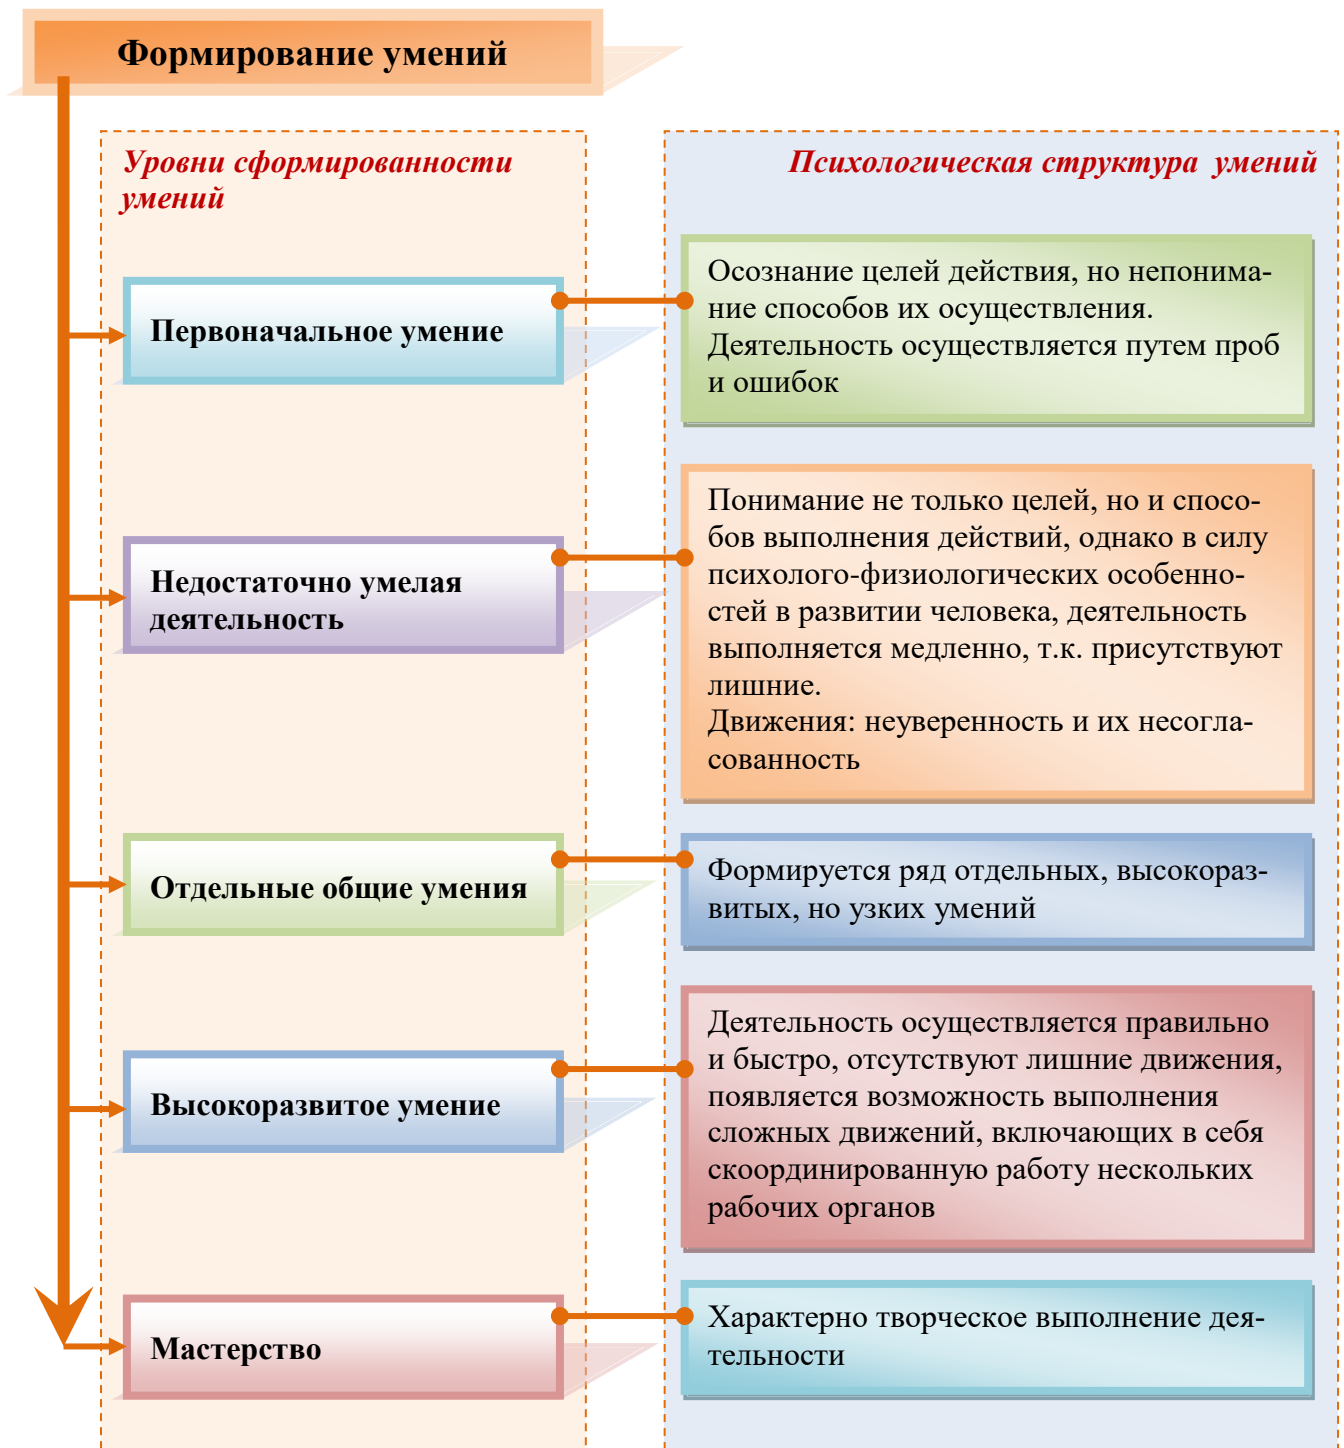 Формирование умений
Уровни сформированности
умений
Психологическая структура умений
Первоначальное умение
Осознание целей действия, но непонима-
ние способов их осуществления.
Деятельность осуществляется путем проб
и ошибок
Недостаточно умелая
деятельность
Понимание не только целей, но и спосо-
бов выполнения действий, однако в силу
психолого-физиологических особенно-
стей в развитии человека, деятельность
выполняется медленно, т.к. присутствуют
лишние.
Движения: неуверенность и их несогла-
сованность
Отдельные общие умения
Формируется ряд отдельных, высокораз-
витых, но узких умений
Высокоразвитое умение
Деятельность осуществляется правильно
и быстро, отсутствуют лишние движения,
появляется возможность выполнения
сложных движений, включающих в себя
скоординированную работу нескольких
рабочих органов
Мастерство
Характерно творческое выполнение дея-
тельности